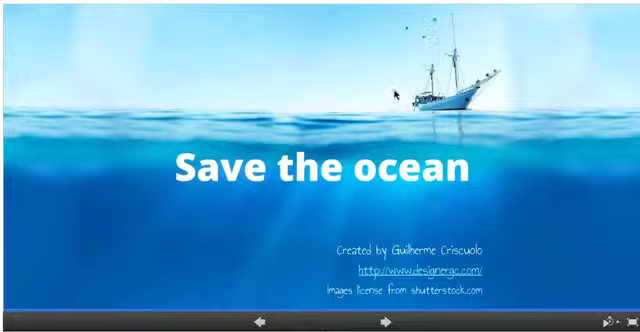 Save the ocean
Created by Guilherme Criscuolo
http://www.designergc.com/
Images license from shutterstock.com